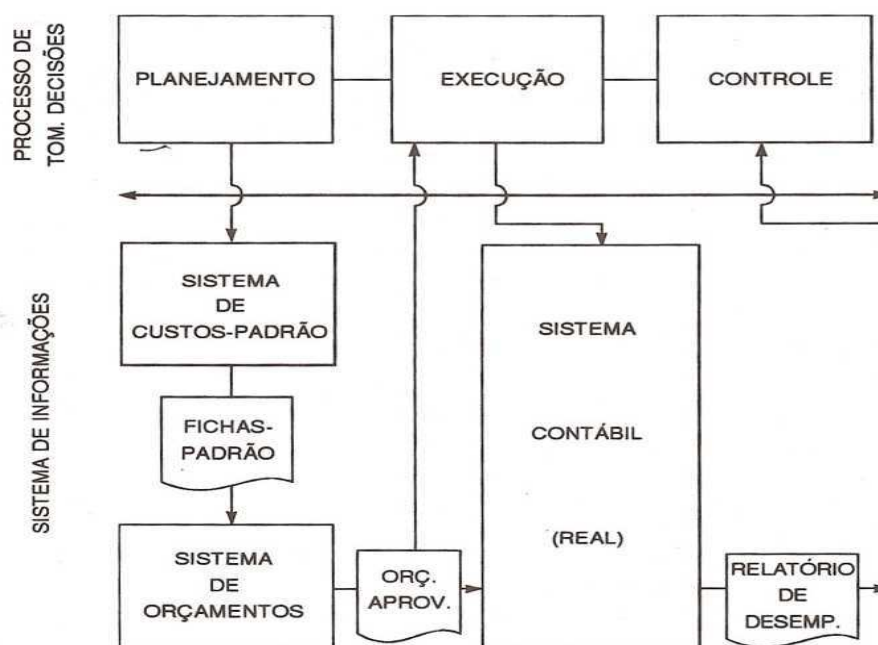 PROCESSO DE
TOM. DECISÕES
PLANEJAMENTO
EXECUÇÃO
CONTROLE
SISTEMA DE INFORMAÇÕES
SISTEMA
DE
CUSTOS-PADRÃO
FICHAS-
PADRÃO
SISTEMA
DE
ORÇAMENTOS
ORÇ.
APROV.
SISTEMA
CONTÁBIL
(REAL)
RELATÓRIO
DE
DESEMP.